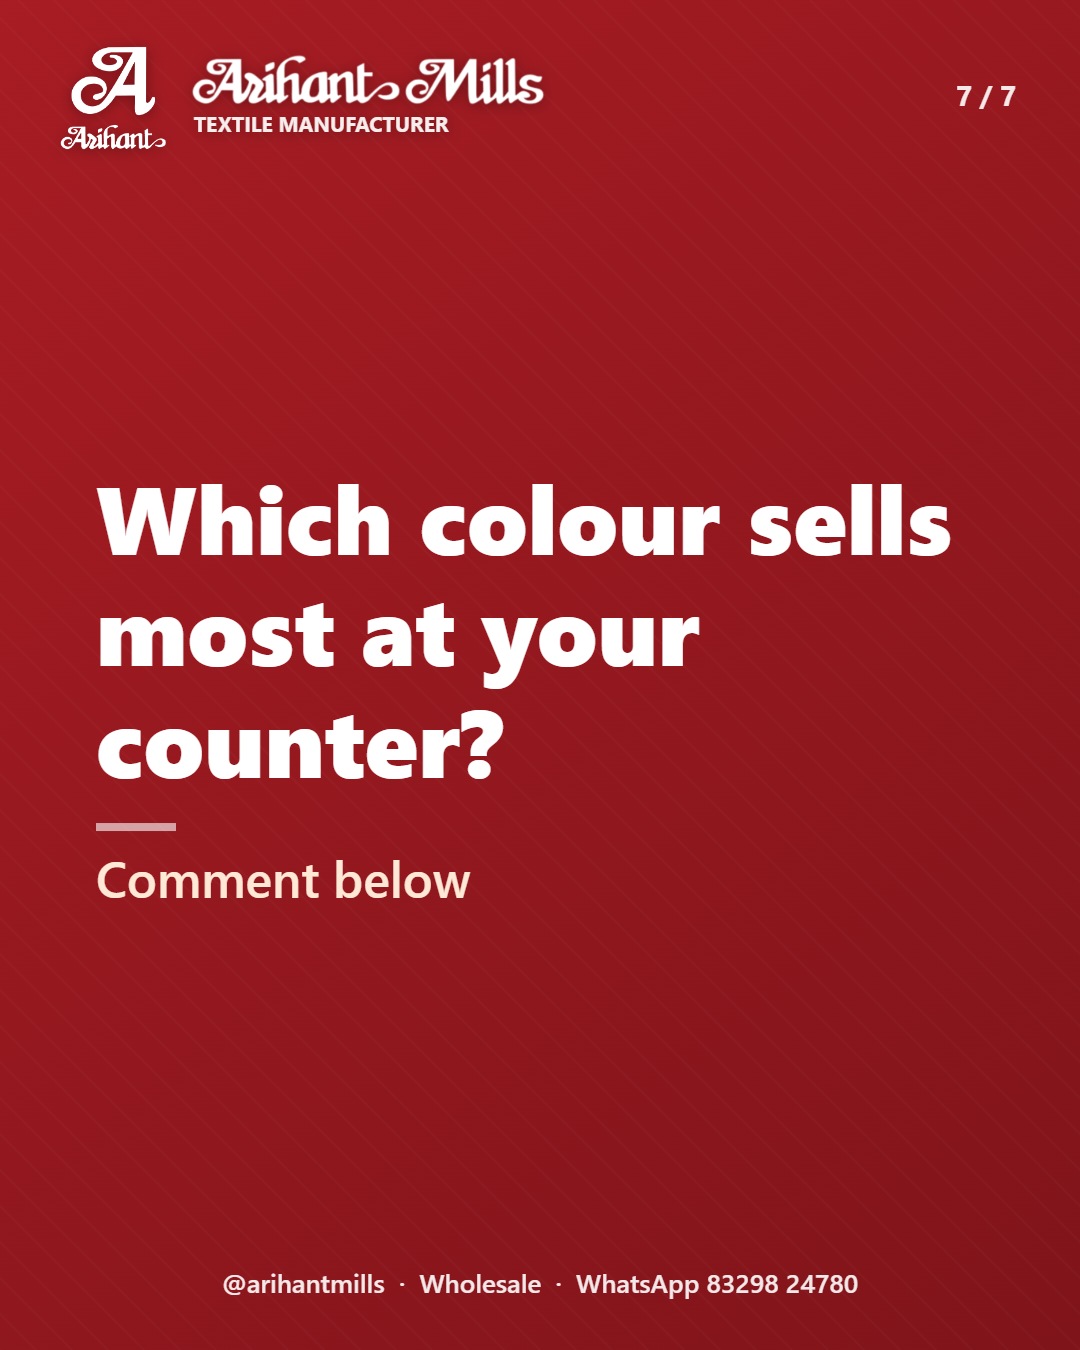 A
Arihant
Arihant Mills
TEXTILE MANUFACTURER
7 / 7
Which colour sells
most at your
counter?
Comment below
@arihantmills · Wholesale · WhatsApp 83298 24780